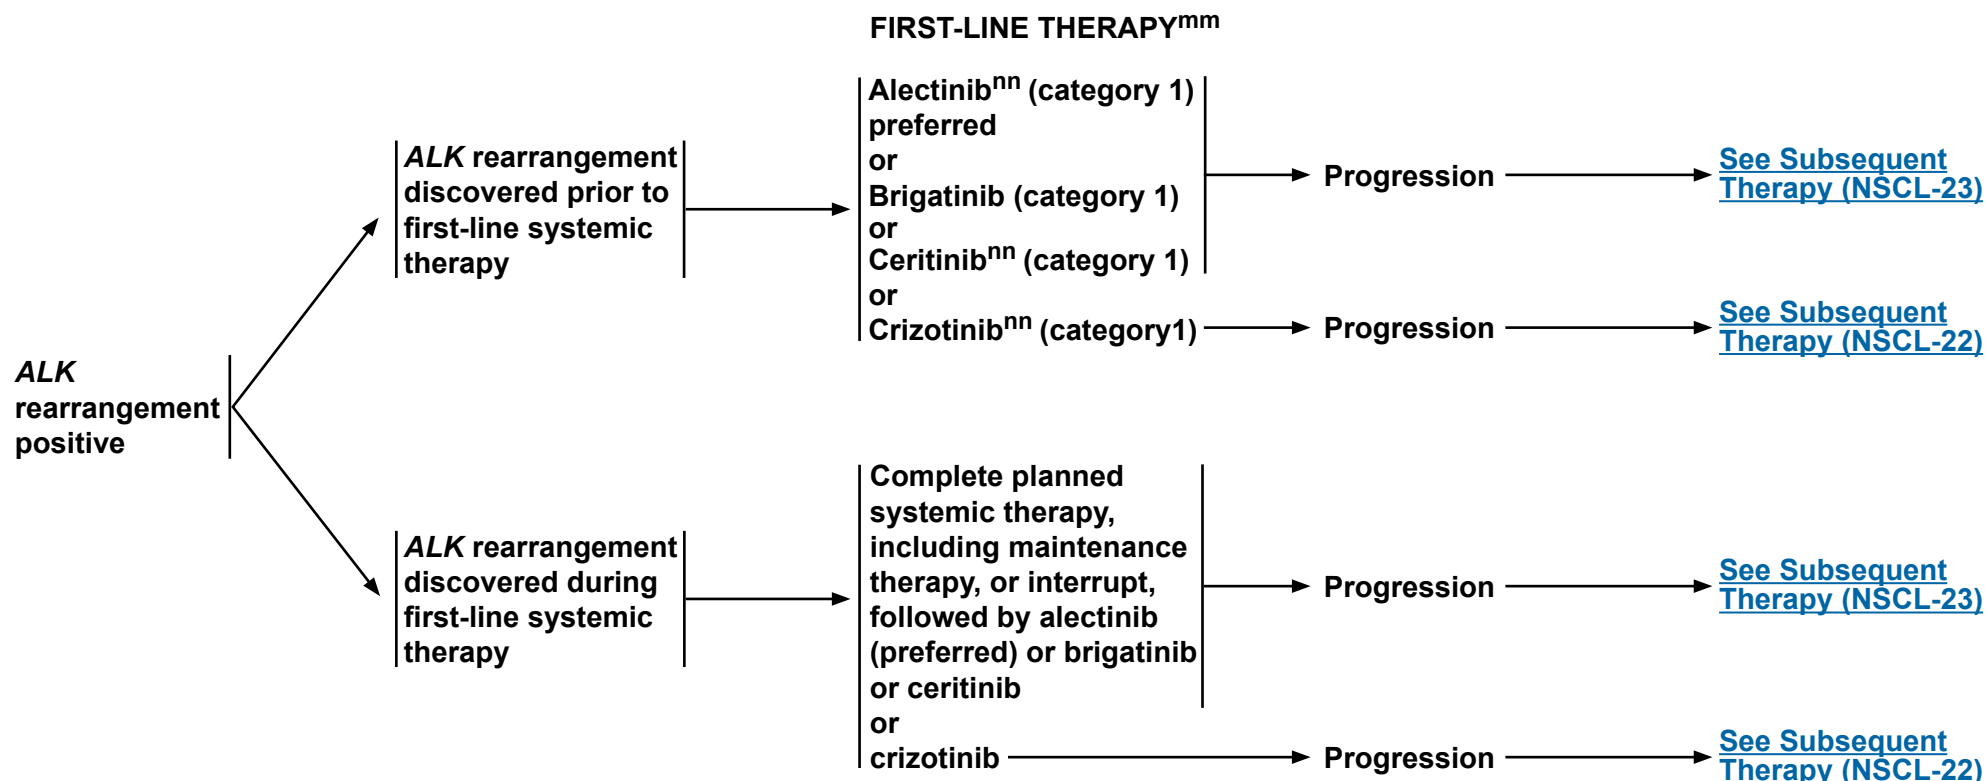 FIRST-LINE THERAPYmm
ALK
rearrangement
positive
ALK rearrangement
discovered prior to
first-line systemic
therapy
Alectinibnn (category 1)
preferred
or
Brigatinib (category 1)
or
Ceritinibnn (category 1)
or
Crizotinibnn (category1)
Progression
See Subsequent
Therapy (NSCL-23)
Progression
See Subsequent
Therapy (NSCL-22)
ALK rearrangement
discovered during
first-line systemic
therapy
Complete planned
systemic therapy,
including maintenance
therapy, or interrupt,
followed by alectinib
(preferred) or brigatinib
or ceritinib
or
crizotinib
Progression
See Subsequent
Therapy (NSCL-23)
Progression
See Subsequent
Therapy (NSCL-22)